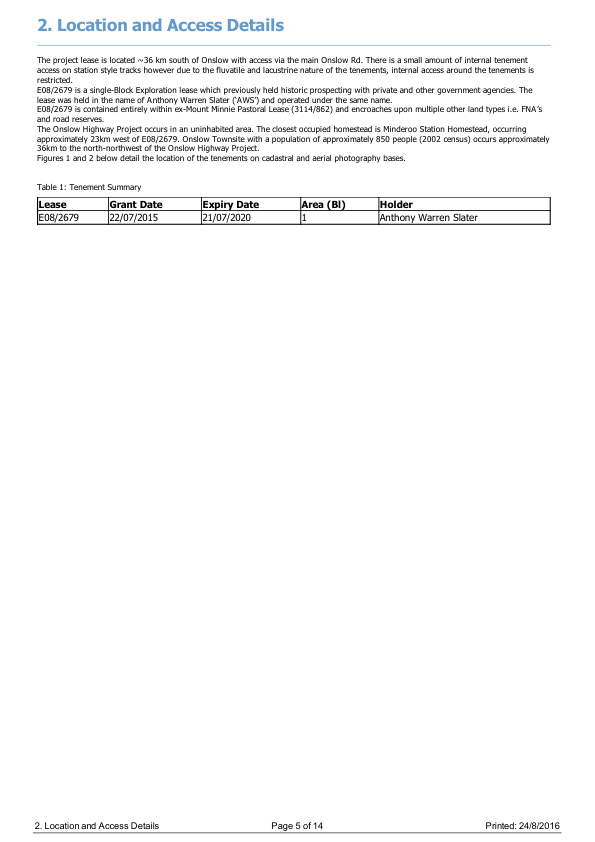 2. Location and Access Details
The project lease is located ~36 km south of Onslow with access via the main Onslow Rd. There is a small amount of internal tenement
access on station style tracks however due to the fluvatile and lacustrine nature of the tenements, internal access around the tenements is
restricted.
E08/2679 is a single-Block Exploration lease which previously held historic prospecting with private and other government agencies. The
lease was held in the name of Anthony Warren Slater (‘AWS’) and operated under the same name.
E08/2679 is contained entirely within ex-Mount Minnie Pastoral Lease (3114/862) and encroaches upon multiple other land types i.e. FNA’s
and road reserves.
The Onslow Highway Project occurs in an uninhabited area. The closest occupied homestead is Minderoo Station Homestead, occurring
approximately 23km west of E08/2679. Onslow Townsite with a population of approximately 850 people (2002 census) occurs approximately
36km to the north-northwest of the Onslow Highway Project.
Figures 1 and 2 below detail the location of the tenements on cadastral and aerial photography bases.
Table 1: Tenement Summary
Lease Grant Date Expiry Date Area (Bl) Holder
E08/2679 22/07/2015 21/07/2020 1 Anthony Warren Slater
2. Location and Access Details Page 5 of 14 Printed: 24/8/2016